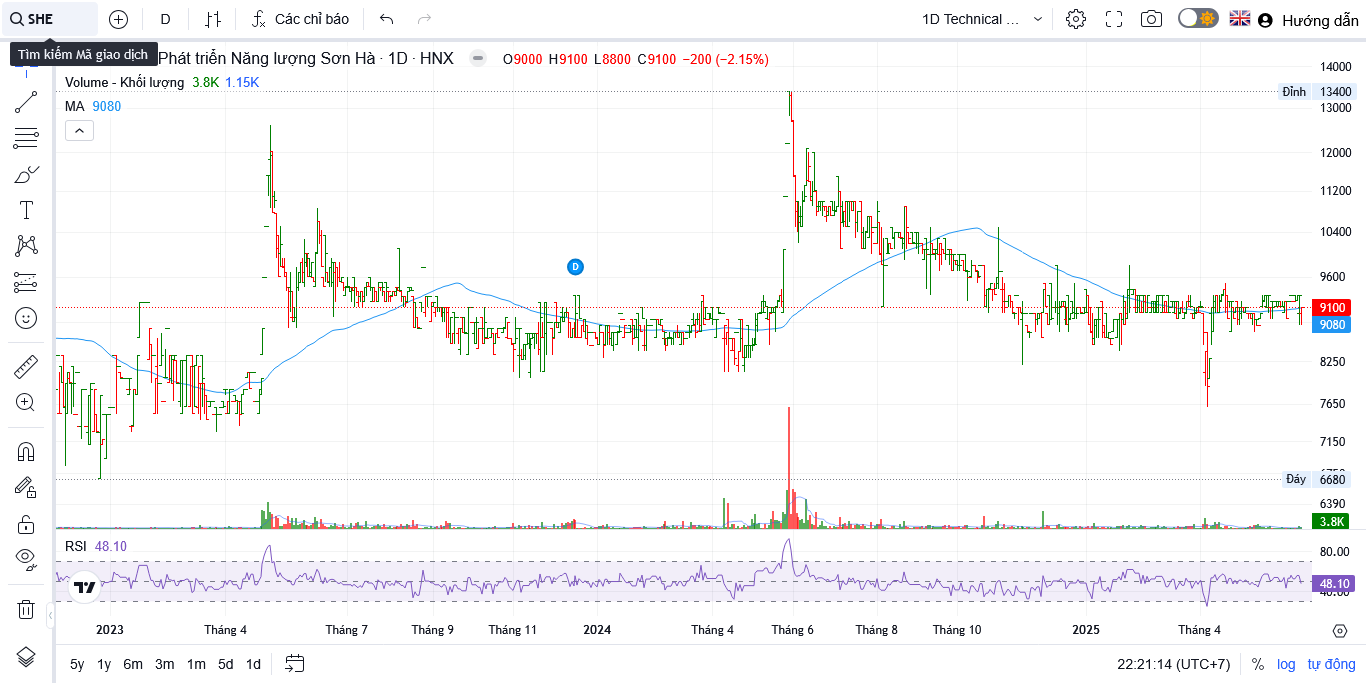 SHE
D
Các chỉ báo
1D Technical ...
Hướng dẫn
Tìm kiếm Mã giao dịch
Phát triển Năng lượng Sơn Hà · 1D · HNX
O9000 H9100 L8800 C9100 −200 (−2.15%)
Volume - Khối lượng 3.8K 1.15K
MA 9080
D
14000
Đỉnh 13400
13000
12000
11200
10400
9600
9100
9080
8250
7650
7150
Đáy 6680
6390
3.8K
RSI 48.10
80.00
48.10
40.00
2023 Tháng 4 Tháng 7 Tháng 9 Tháng 11 2024 Tháng 4 Tháng 6 Tháng 8 Tháng 10 2025 Tháng 4
5y 1y 6m 3m 1m 5d 1d
22:21:14 (UTC+7) % log tự động